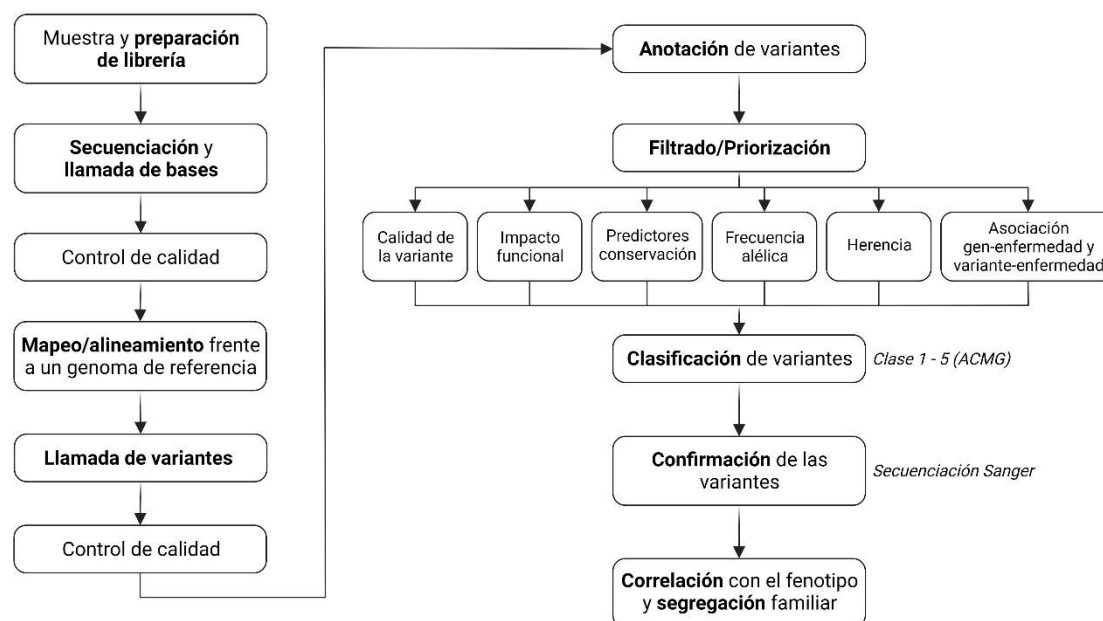 Muestra y preparación
de librería
Secuenciación y
llamada de bases
Control de calidad
Mapeo/alineamiento frente
a un genoma de referencia
Llamada de variantes
Control de calidad
Anotación de variantes
Filtrado/Priorización
Calidad de
la variante
Impacto
funcional
Predictores
conservación
Frecuencia
alélica
Herencia
Asociación
gen-enfermedad y
variante-enfermedad
Clasificación de variantes
Clase 1 - 5 (ACMG)
Confirmación de las
variantes
Secuenciación Sanger
Correlación con el fenotipo
y segregación familiar